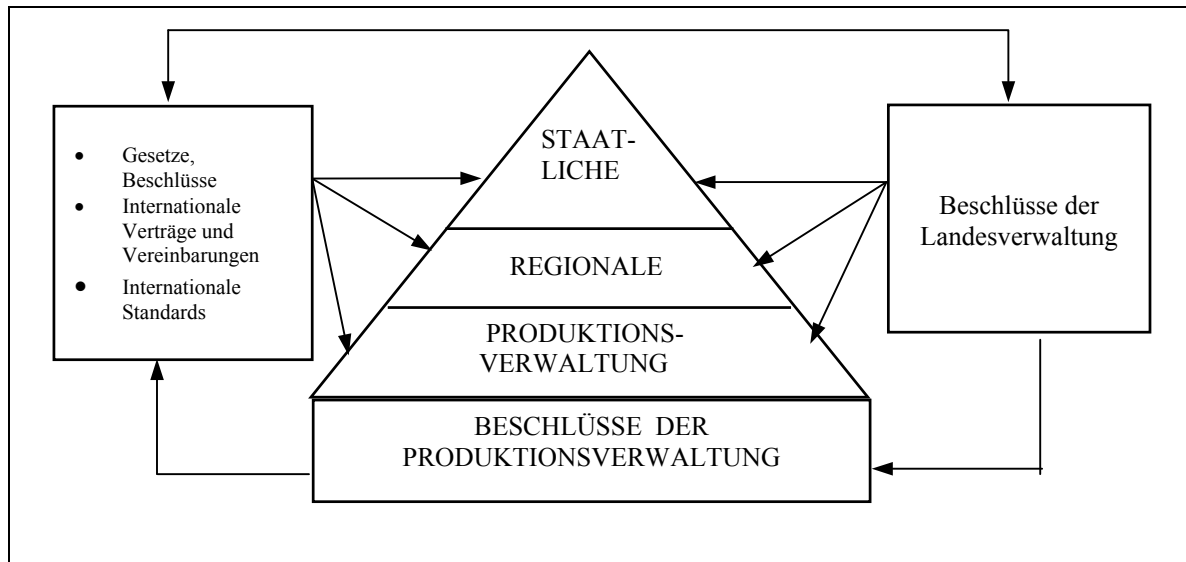 • Gesetze,
Beschlüsse
• Internationale
Verträge und
Vereinbarungen
• Internationale
Standards
STAAT-
LICHE
REGIONALE
PRODUKTIONS-
VERWALTUNG
BESCHLÜSSE DER
PRODUKTIONSVERWALTUNG
Beschlüsse der
Landesverwaltung